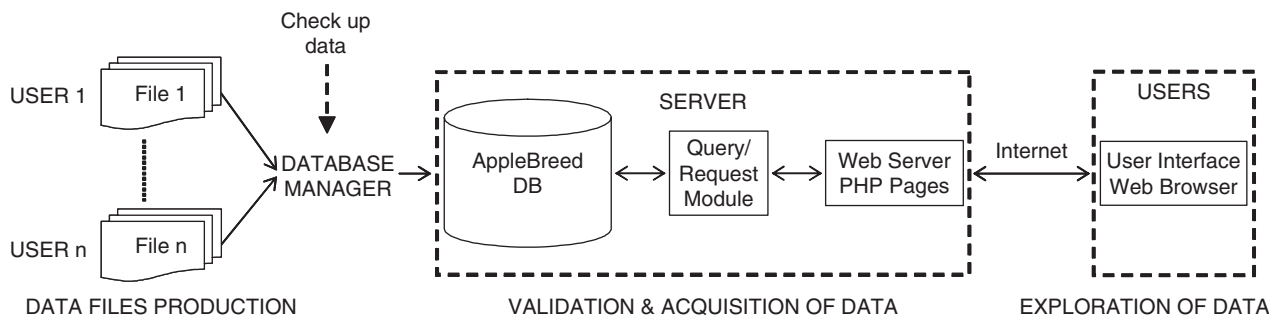 Check up
data
USER 1
File 1
DATABASE
MANAGER
USER n
File n
SERVER
AppleBreed
DB
Query/
Request
Module
Web Server
PHP Pages
Internet
USERS
User Interface
Web Browser
DATA FILES PRODUCTION
VALIDATION & ACQUISITION OF DATA
EXPLORATION OF DATA